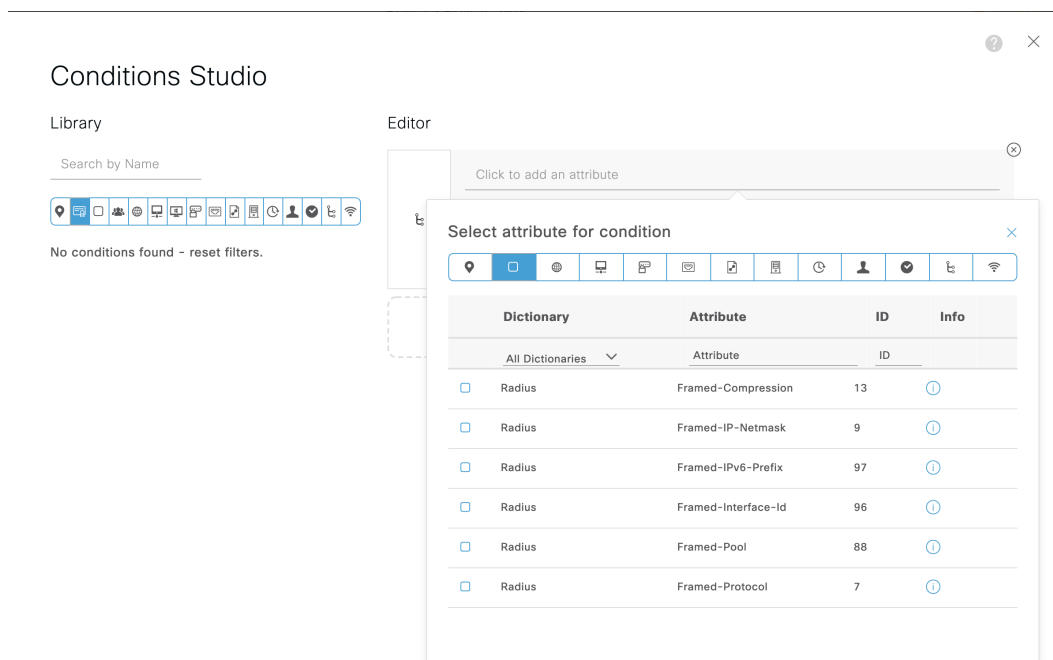 Conditions Studio
Library
Editor
Search by Name
Click to add an attribute
No conditions found - reset filters.
Select attribute for condition
Dictionary Attribute ID Info
All Dictionaries Attribute ID
Radius Framed-Compression 13
Radius Framed-IP-Netmask 9
Radius Framed-IPv6-Prefix 97
Radius Framed-Interface-Id 96
Radius Framed-Pool 88
Radius Framed-Protocol 7